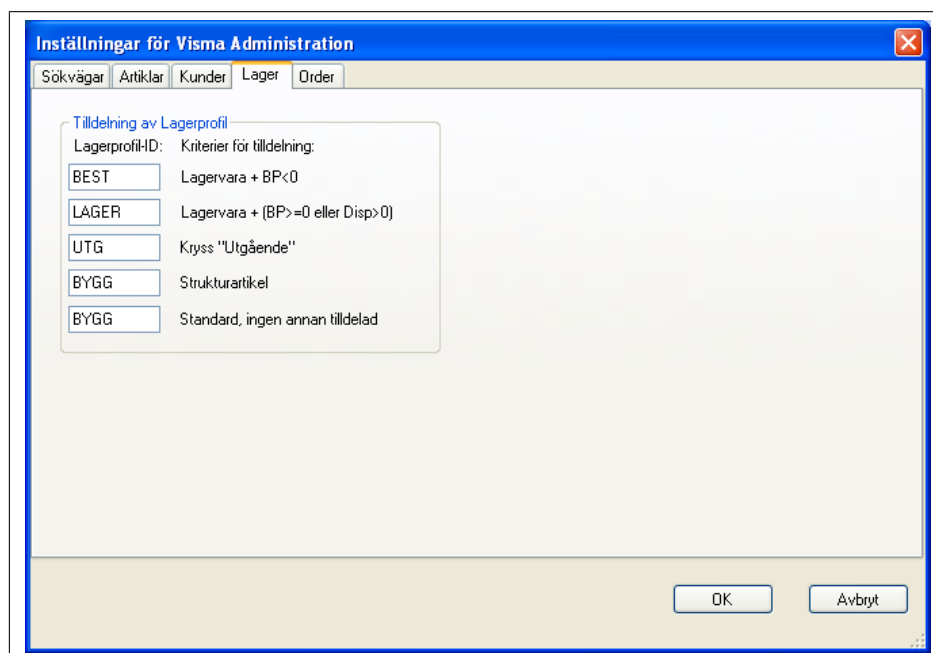 Inställningar för Visma Administration
Sökvägar Artiklar Kunder Lager Order
Tilldelning av Lagerprofil
Lagerprofil-ID: Kriterier för tilldelning:
BEST Lagervara + BP<0
LAGER Lagervara + (BP>=0 eller Disp>0)
UTG Kryss "Utgående"
BYGG Strukturartikel
BYGG Standard, ingen annan tilldelad
OK Avbryt